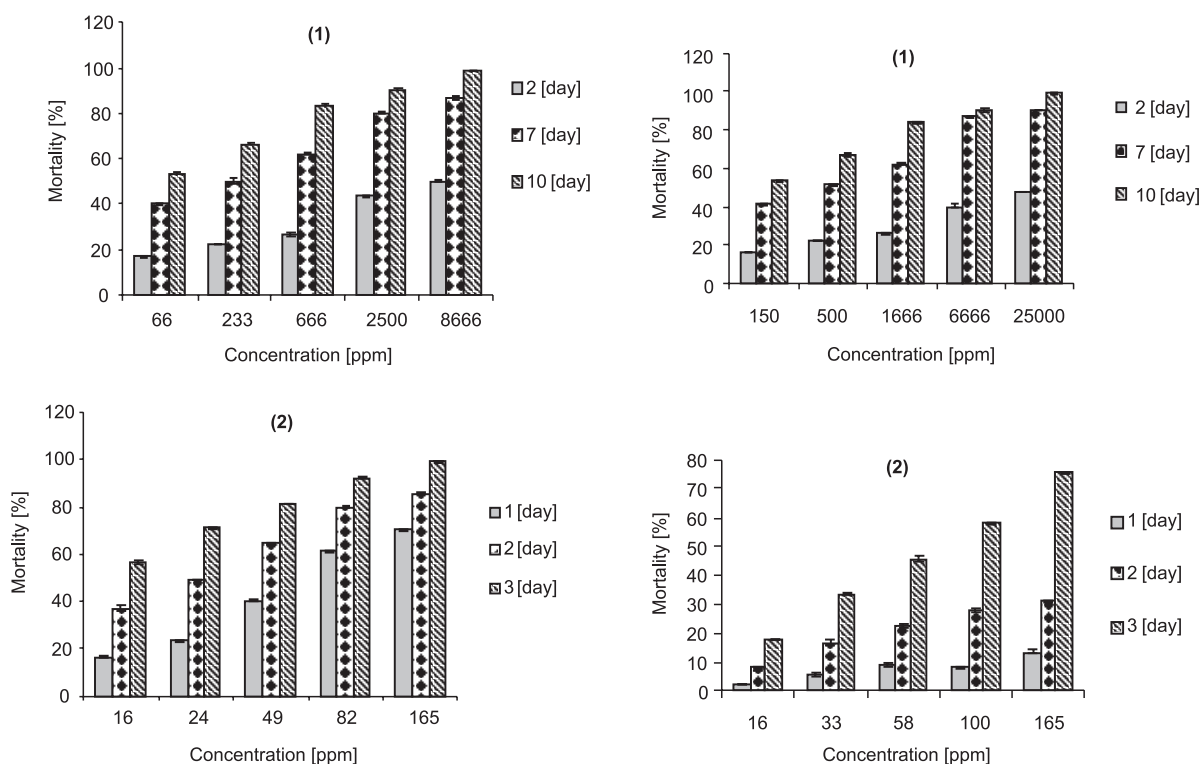 (1)
120
100
80
60
40
20
0
Mortality [%]
66 233 666 2500 8666
Concentration [ppm]
2 [day]
7 [day]
10 [day]
(1)
120
100
80
60
40
20
0
Mortality [%]
150 500 1666 6666 25000
Concentration [ppm]
2 [day]
7 [day]
10 [day]
(2)
120
100
80
60
40
20
0
Mortality [%]
16 24 49 82 165
Concentration [ppm]
1 [day]
2 [day]
3 [day]
(2)
80
70
60
50
40
30
20
10
0
Mortality [%]
16 33 58 100 165
Concentration [ppm]
1 [day]
2 [day]
3 [day]